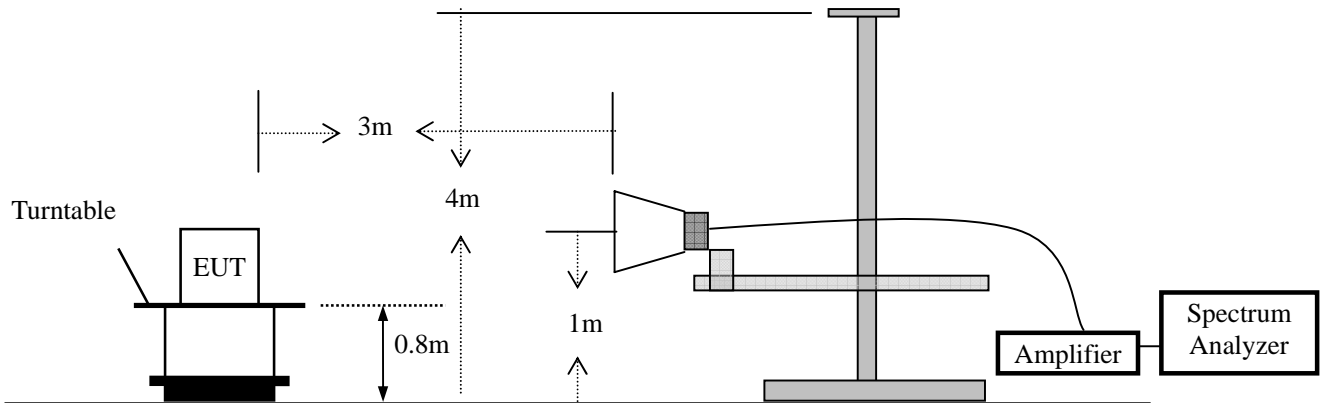 3m
4m
Turntable
EUT
0.8m
1m
Amplifier
Spectrum
Analyzer